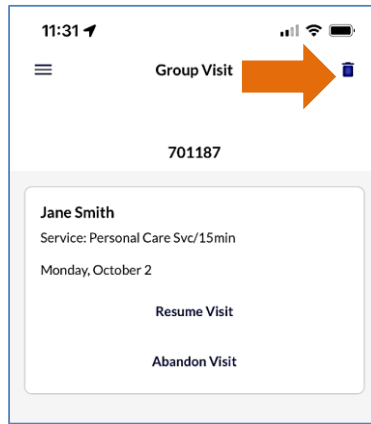 11:31
Group Visit
701187
Jane Smith
Service: Personal Care Svc/15min
Monday, October 2
Resume Visit
Abandon Visit